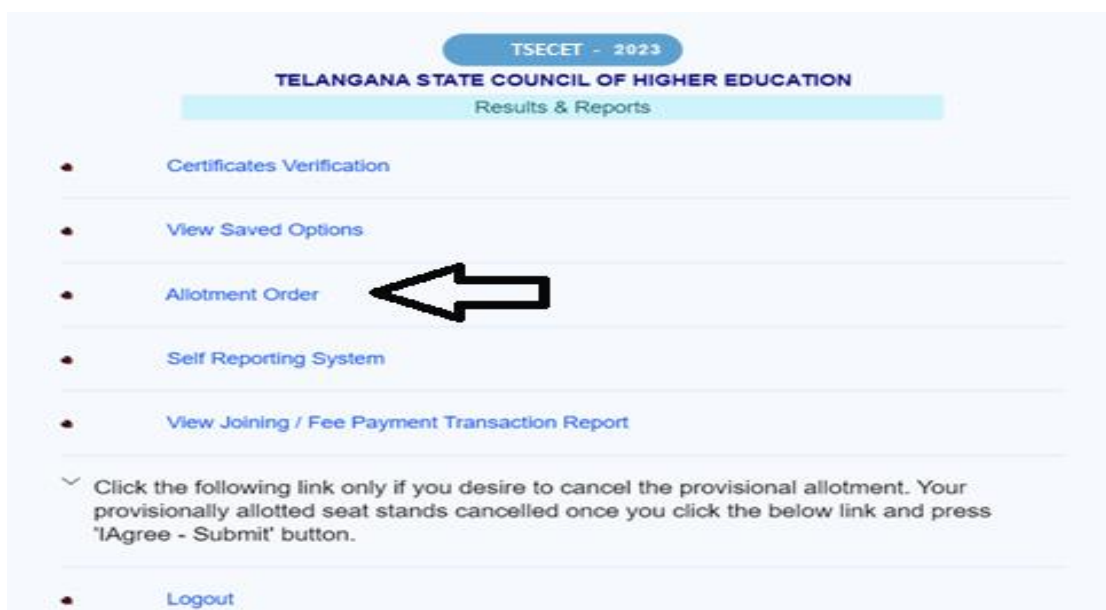 TSECET - 2023
TELANGANA STATE COUNCIL OF HIGHER EDUCATION
Results & Reports
Certificates Verification
View Saved Options
Allotment Order
Self Reporting System
View Joining / Fee Payment Transaction Report
Click the following link only if you desire to cancel the provisional allotment. Your
provisionally allotted seat stands cancelled once you click the below link and press
'IAgree - Submit' button.
Logout